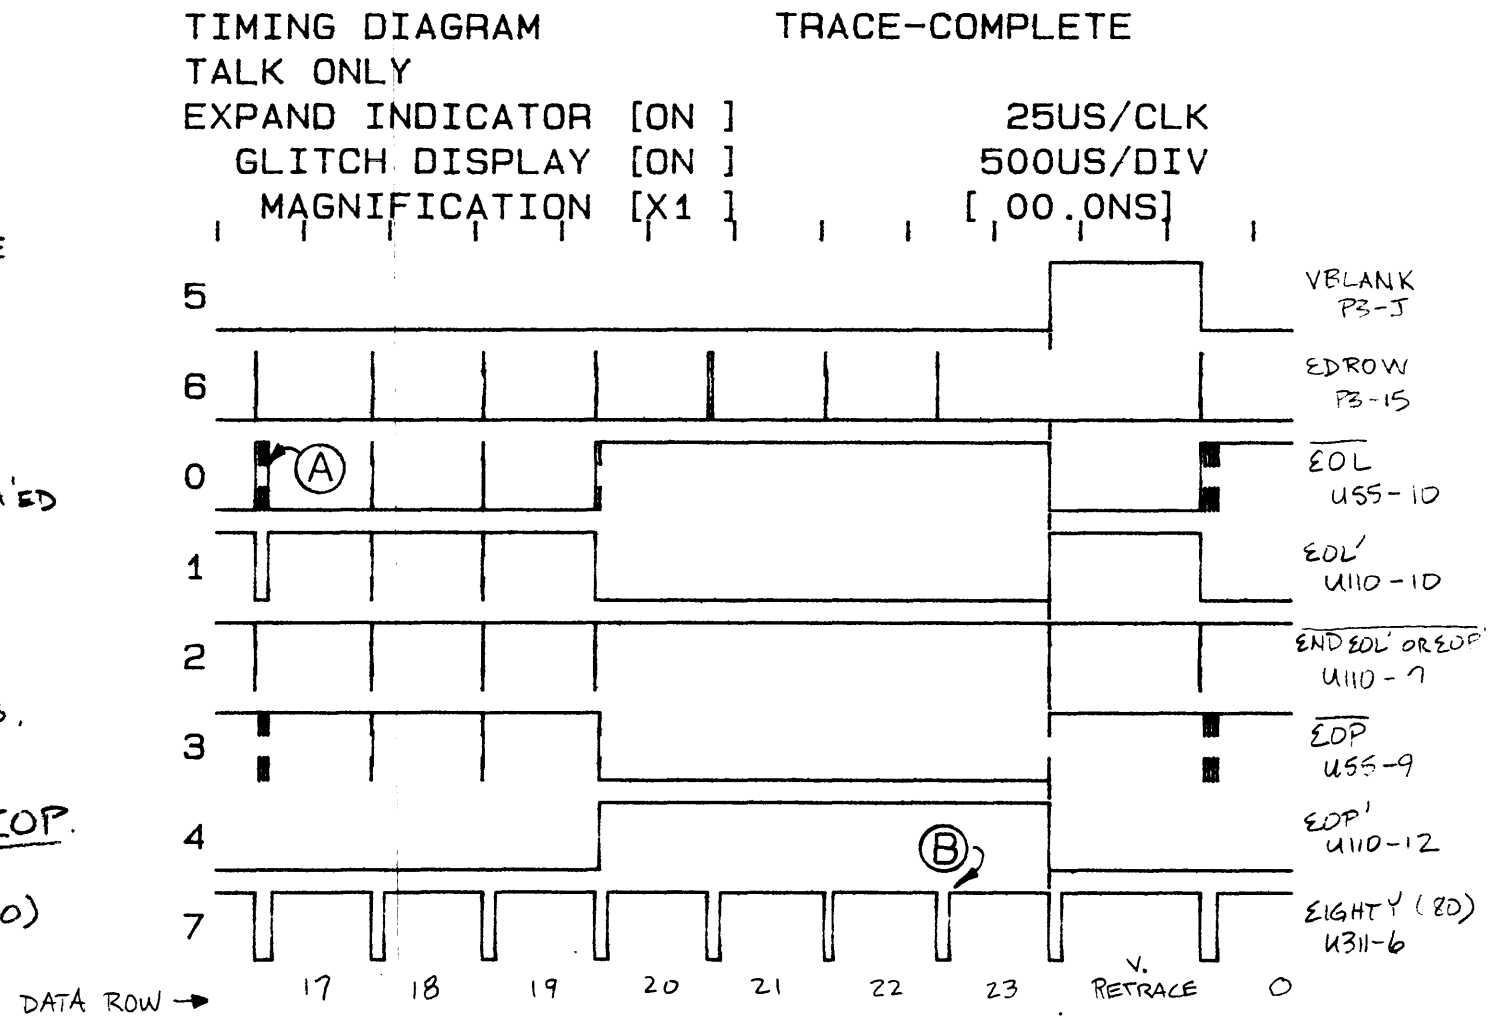 TIMING DIAGRAM TRACE-COMPLETE
TALK ONLY
EXPAND INDICATOR [ON ] 25US/CLK
GLITCH DISPLAY [ON ] 500US/DIV
MAGNIFICATION [X1 ] [ 00.0NS]
E
5 VBLANK
P3-J
6 EDROW
P3-15
0 A EOL
'ED U55-10
1 EOL'
U110-10
2 END EOL' OR EOP'
U110-7
3 EOP
U55-9
EOP.
4 B EOP'
U110-12
0)
7 EIGHTY (80)
U311-6
DATA ROW → 17 18 19 20 21 22 23 V. RETRACE 0